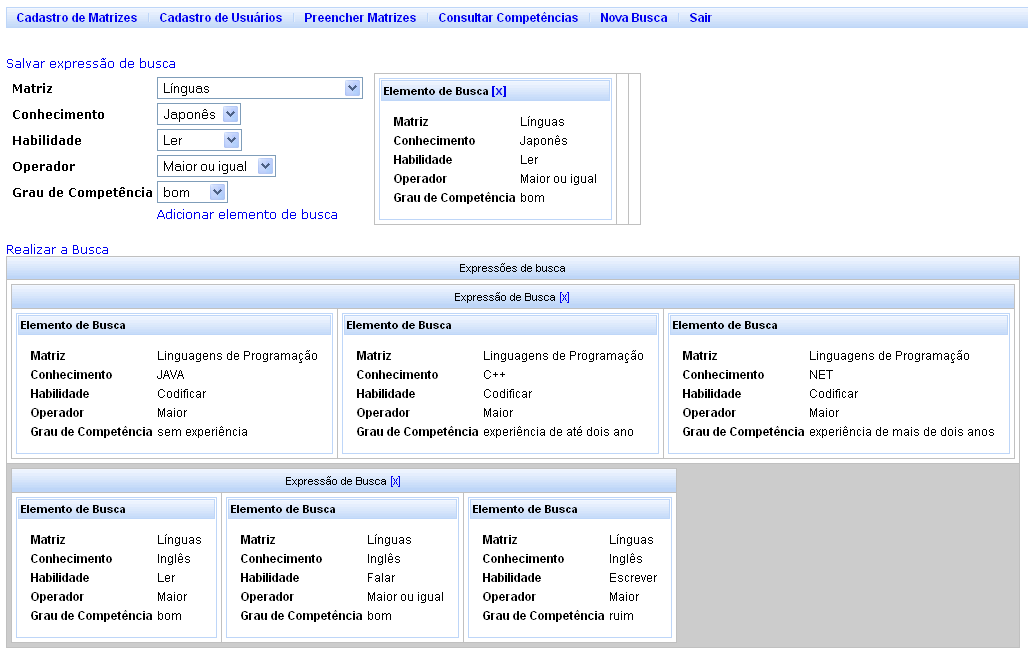 Cadastro de Matrizes Cadastro de Usuários Preencher Matrizes Consultar Competências Nova Busca Sair
Salvar expressão de busca
Matriz Línguas
Conhecimento Japonês
Habilidade Ler
Operador Maior ou igual
Grau de Competência bom
Adicionar elemento de busca
Elemento de Busca [X]
Matriz Línguas
Conhecimento Japonês
Habilidade Ler
Operador Maior ou igual
Grau de Competência bom
Realizar a Busca
Expressões de busca
Expressão de Busca [X]
Elemento de Busca
Matriz Linguagens de Programação
Conhecimento JAVA
Habilidade Codificar
Operador Maior
Grau de Competência sem experiência
Elemento de Busca
Matriz Linguagens de Programação
Conhecimento C++
Habilidade Codificar
Operador Maior
Grau de Competência experiência de até dois ano
Elemento de Busca
Matriz Linguagens de Programação
Conhecimento NET
Habilidade Codificar
Operador Maior
Grau de Competência experiência de mais de dois anos
Expressão de Busca [X]
Elemento de Busca
Matriz Línguas
Conhecimento Inglês
Habilidade Ler
Operador Maior
Grau de Competência bom
Elemento de Busca
Matriz Línguas
Conhecimento Inglês
Habilidade Falar
Operador Maior ou igual
Grau de Competência bom
Elemento de Busca
Matriz Línguas
Conhecimento Inglês
Habilidade Escrever
Operador Maior
Grau de Competência ruim